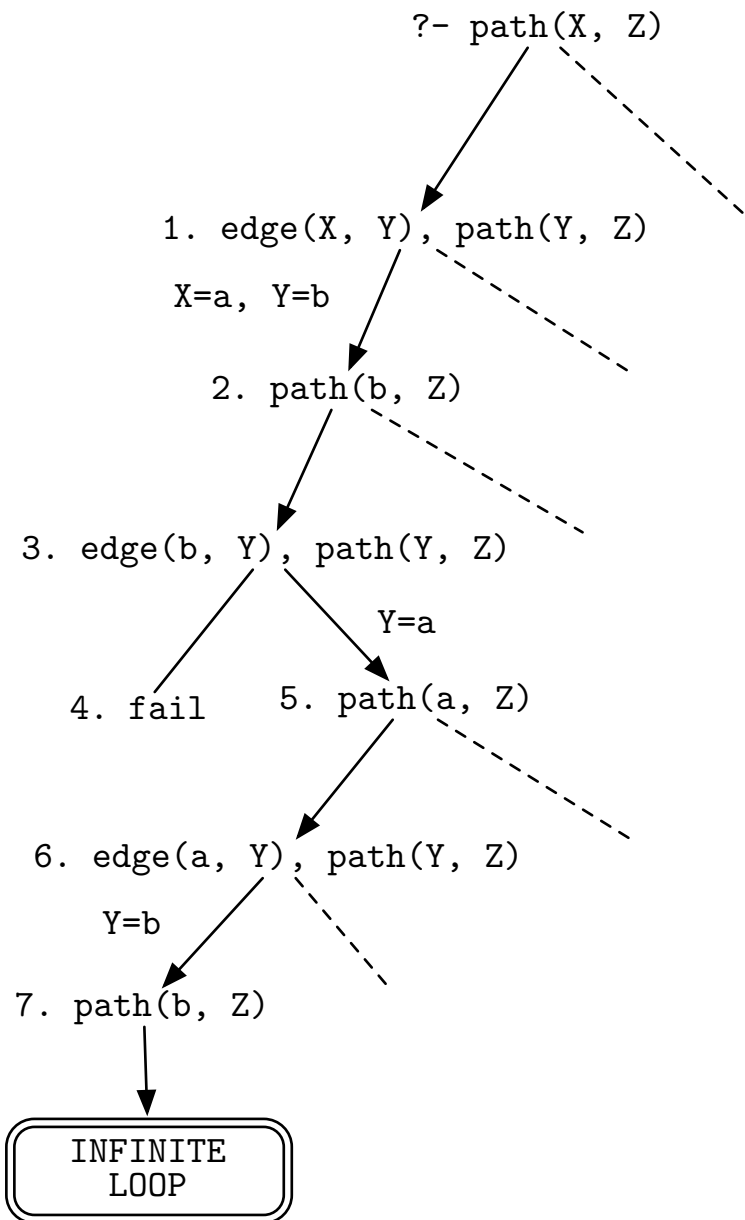 ?- path(X, Z)
1. edge(X, Y), path(Y, Z)
X=a, Y=b
2. path(b, Z)
3. edge(b, Y), path(Y, Z)
Y=a
4. fail
5. path(a, Z)
6. edge(a, Y), path(Y, Z)
Y=b
7. path(b, Z)
INFINITE
LOOP